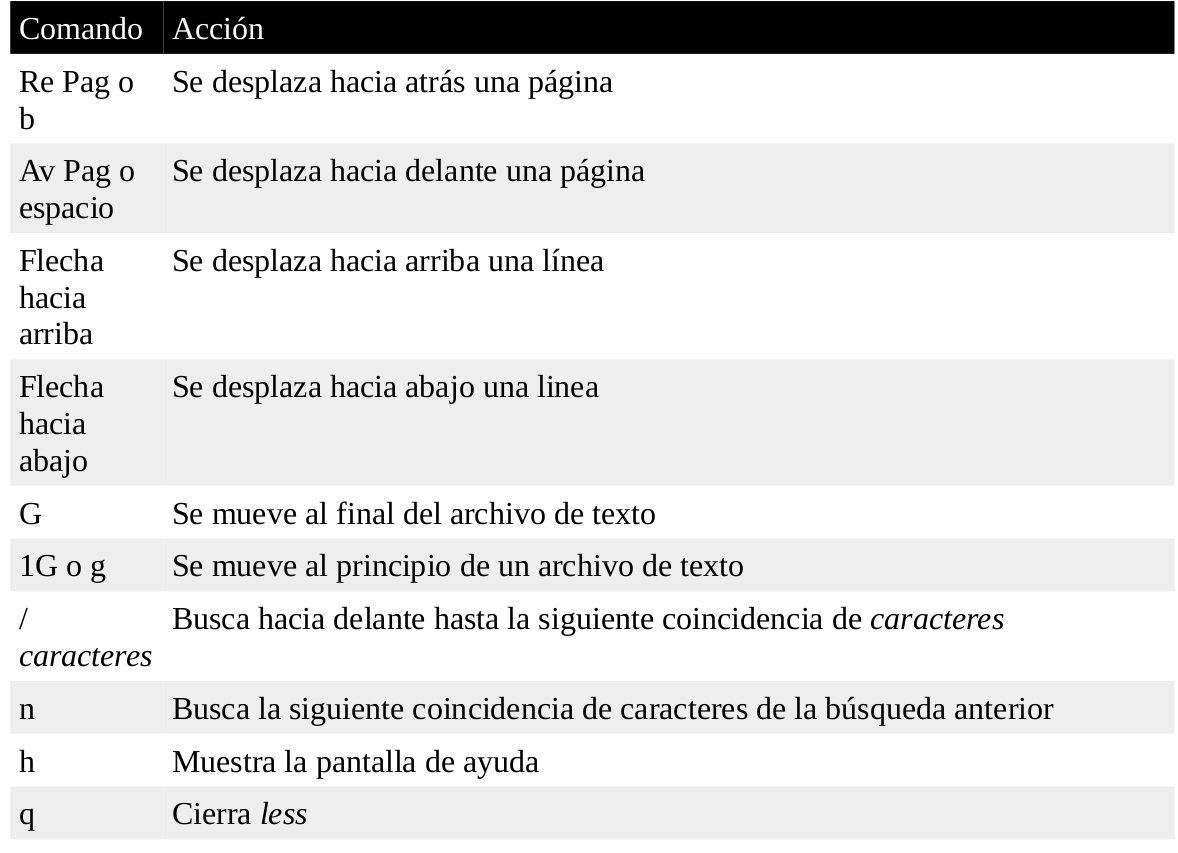 Comando Acción
Re Pag o Se desplaza hacia atrás una página
b
Av Pag o Se desplaza hacia delante una página
espacio
Flecha Se desplaza hacia arriba una línea
hacia
arriba
Flecha Se desplaza hacia abajo una linea
hacia
abajo
G Se mueve al final del archivo de texto
1G o g Se mueve al principio de un archivo de texto
/ Busca hacia delante hasta la siguiente coincidencia de caracteres
caracteres
n Busca la siguiente coincidencia de caracteres de la búsqueda anterior
h Muestra la pantalla de ayuda
q Cierra less